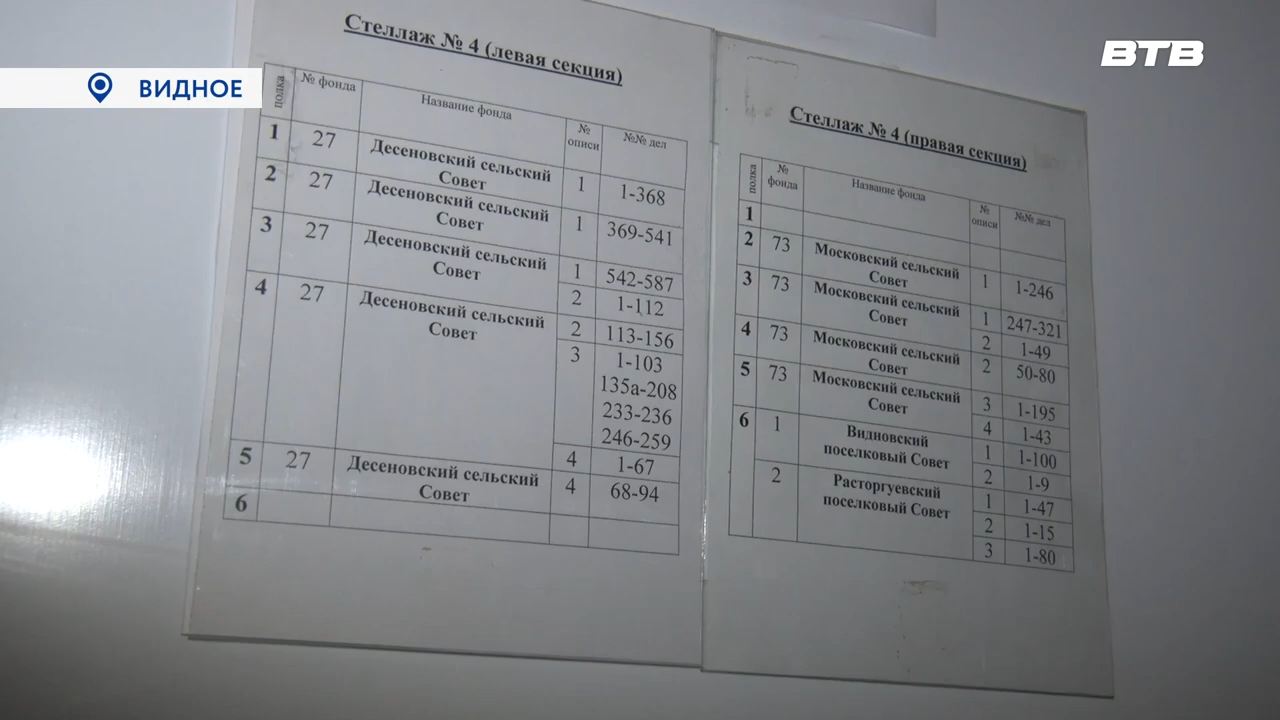 ВИДНОЕ
ВТВ
Стеллаж № 4 (левая секция)
полка № фонда Название фонда № описи №№ дел
1 27 Десеновский сельский Совет 1 1-368
2 27 Десеновский сельский Совет 1 369-541
3 27 Десеновский сельский Совет 1 542-587
2 1-112
4 27 Десеновский сельский Совет 2 113-156
3 1-103
135а-208
233-236
246-259
4 1-67
5 27 Десеновский сельский Совет 4 68-94
6
Стеллаж № 4 (правая секция)
полка № фонда Название фонда № описи №№ дел
1
2 73 Московский сельский Совет 1 1-246
3 73 Московский сельский Совет 1 247-321
2 1-49
4 73 Московский сельский Совет 2 50-80
5 73 Московский сельский Совет 3 1-195
4 1-43
6 1 Видновский поселковый Совет 1 1-100
2 1-9
2 Расторгуевский поселковый Совет 1 1-47
2 1-15
3 1-80